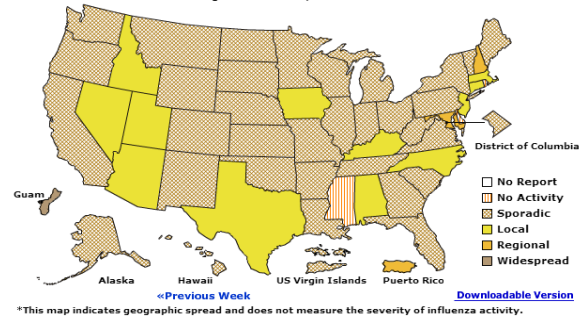 District of Columbia
No Report
No Activity
Sporadic
Local
Regional
Widespread
Guam
Alaska
Hawaii
US Virgin Islands
Puerto Rico
«Previous Week
Downloadable Version
*This map indicates geographic spread and does not measure the severity of influenza activity.